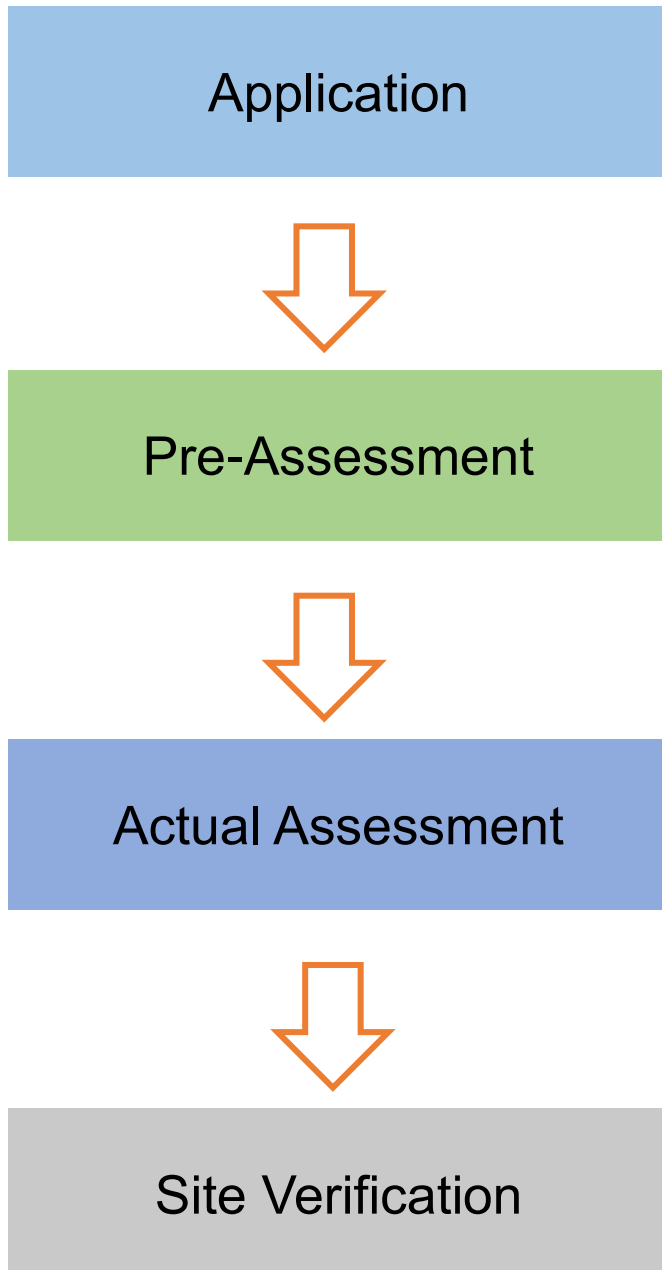 Application
Pre-Assessment
Actual Assessment
Site Verification